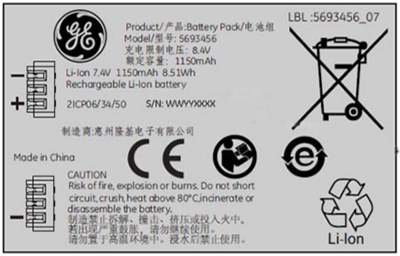 Product/产品:Battery Pack/电池组
LBL :5693456_07
Model/型号:5693456
充电限制电压: 8.4V
额定容量: 1150mAh
Li-Ion 7.4V 1150mAh 8.51Wh
Rechargeable Li-Ion battery
2ICP06/34/50 S/N: WWYYXXXX
制造商:惠州隆基电子有限公司
Made in China
CAUTION
Risk of fire, explosion or burns. Do not short
circuit, crush, heat above 80°C,incinerate or
disassemble the battery.
制造禁止拆解、撞击、挤压或投入火中。
若出现严重鼓胀，请勿继续使用。
请勿置于高温环境中。浸水后禁止使用。
Li-Ion